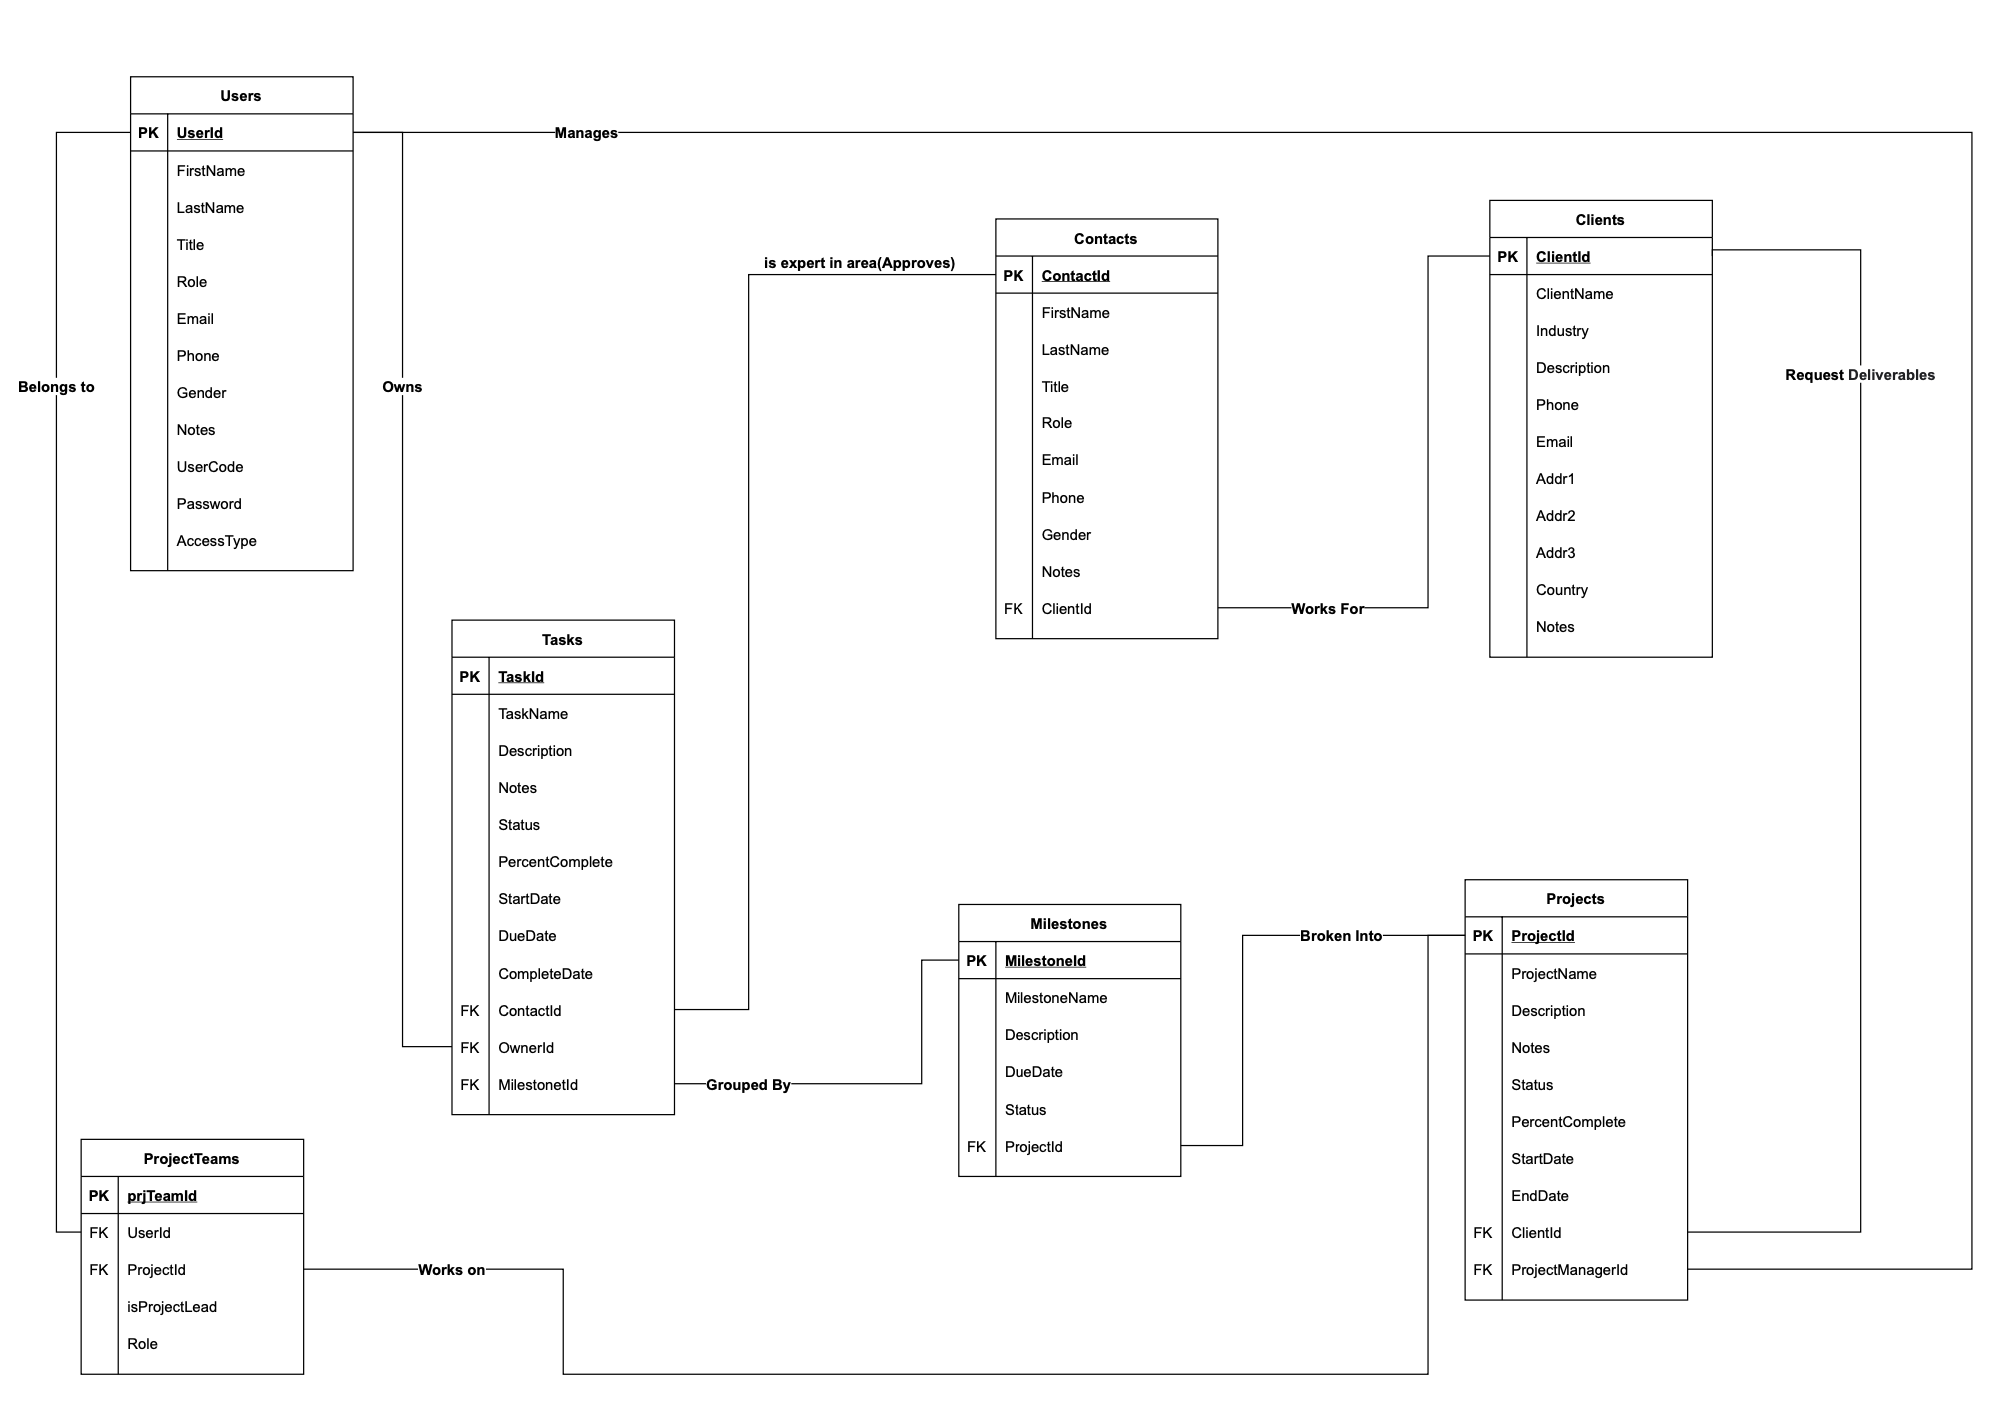 Users
PK UserId
FirstName
LastName
Title
Role
Email
Phone
Gender
Notes
UserCode
Password
AccessType
Manages
Belongs to
Owns
is expert in area(Approves)
Contacts
PK ContactId
FirstName
LastName
Title
Role
Email
Phone
Gender
Notes
FK ClientId
Works For
Clients
PK ClientId
ClientName
Industry
Description
Phone
Email
Addr1
Addr2
Addr3
Country
Notes
Request Deliverables
Tasks
PK TaskId
TaskName
Description
Notes
Status
PercentComplete
StartDate
DueDate
CompleteDate
FK ContactId
FK OwnerId
FK MilestonetId
Grouped By
Milestones
PK MilestoneId
MilestoneName
Description
DueDate
Status
FK ProjectId
Broken Into
Projects
PK ProjectId
ProjectName
Description
Notes
Status
PercentComplete
StartDate
EndDate
FK ClientId
FK ProjectManagerId
ProjectTeams
PK prjTeamId
FK UserId
FK ProjectId
isProjectLead
Role
Works on